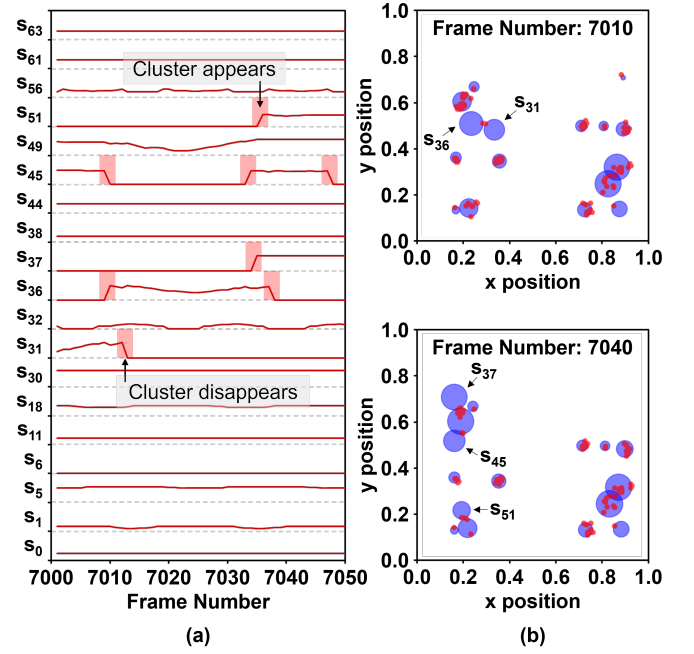 s63
s61
s56
s51
s49
s45
s44
s38
s37
s36
s32
s31
s30
s18
s11
s6
s5
s1
s0
Cluster appears
Cluster disappears
7000 7010 7020 7030 7040 7050
Frame Number
(a)
Frame Number: 7010
1.0
0.8
0.6
0.4
0.2
0.0
y position
s31
s36
0.0 0.2 0.4 0.6 0.8 1.0
x position
Frame Number: 7040
1.0
0.8
0.6
0.4
0.2
0.0
y position
s37
s45
s51
0.0 0.2 0.4 0.6 0.8 1.0
x position
(b)